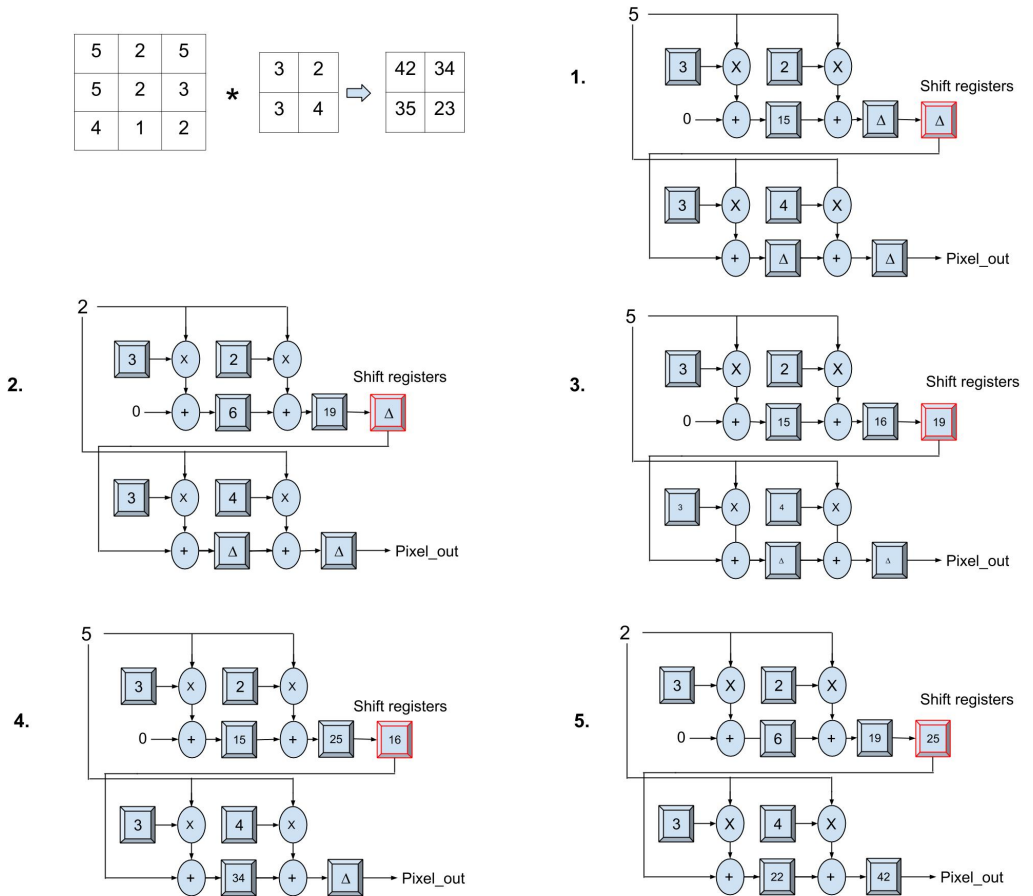 5 2 5
5 2 3
4 1 2
*
3 2
3 4
42 34
35 23
1.
5
3 X 2 X
Shift registers
0 + 15 + Δ Δ
3 X 4 X
+ Δ + Δ Pixel_out
2.
2
3 X 2 X
Shift registers
0 + 6 + 19 Δ
3 X 4 X
+ Δ + Δ Pixel_out
3.
5
3 X 2 X
Shift registers
0 + 15 + 16 19
3 X 4 X
+ Δ + Δ Pixel_out
4.
5
3 X 2 X
Shift registers
0 + 15 + 25 16
3 X 4 X
+ 34 + Δ Pixel_out
5.
2
3 X 2 X
Shift registers
0 + 6 + 19 25
3 X 4 X
+ 22 + 42 Pixel_out